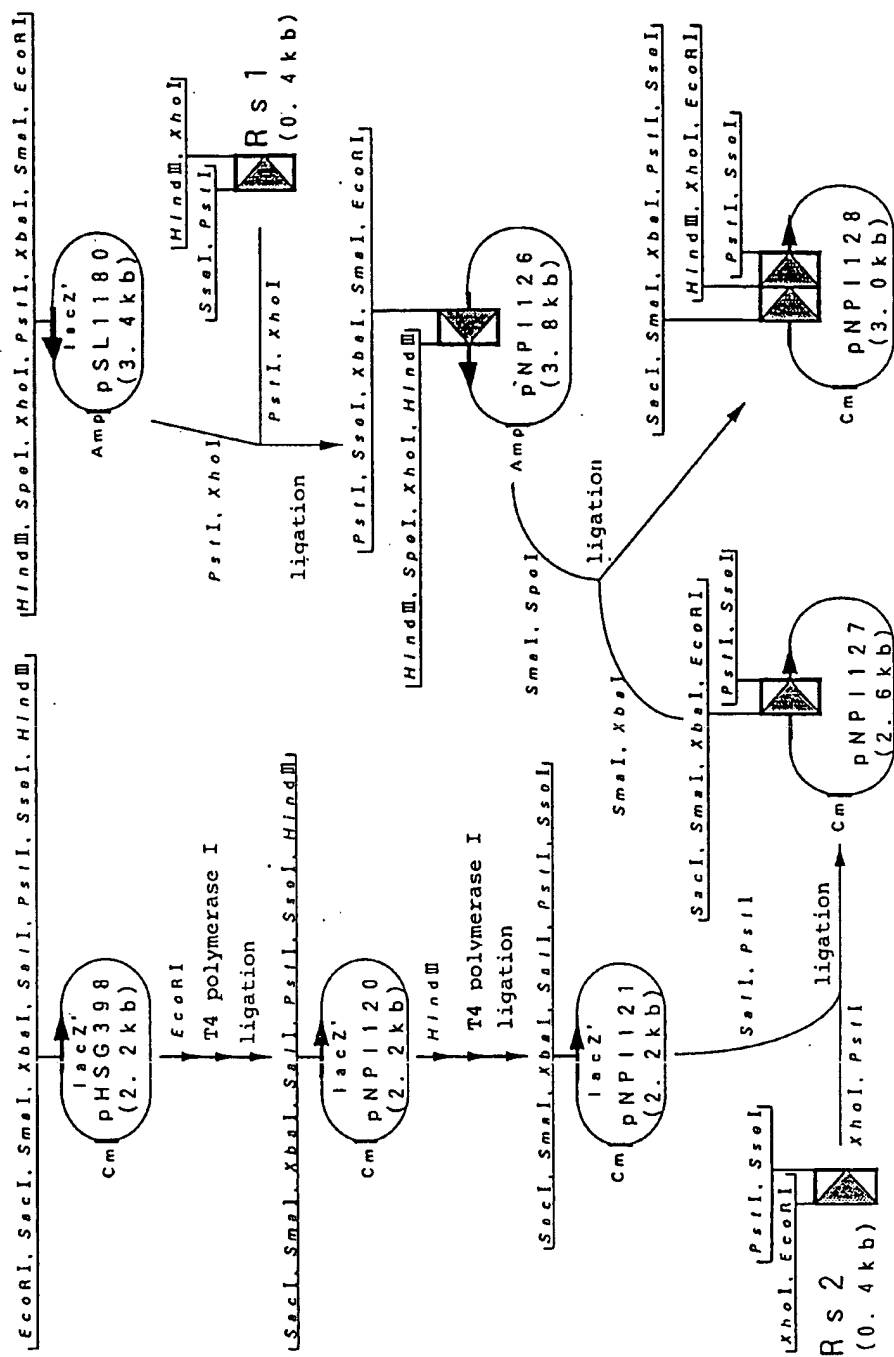 EcoRI, SacI, SmaI, XbaI, SalI, PstI, SseI, HindⅢ
lacZ'
pHSG398
(2. 2kb)
Cm
EcoRI
T4 polymerase I
ligation
SacI, SmaI, XbaI, SalI, PstI, SseI, HindⅢ
lacZ'
pNPI120
(2. 2kb)
Cm
HindⅢ
T4 polymerase I
ligation
SacI, SmaI, XbaI, SalI, PstI, SseI
lacZ'
pNPI121
(2. 2kb)
Cm
SalI, PstI
ligation
PstI, SseI
XhoI, EcoRI
Rs2
(0. 4kb)
XhoI, PstI
SacI, SmaI, XbaI, EcoRI
PstI, SseI
pNPI127
(2. 6kb)
Cm
SmaI, XbaI
HindⅢ, SpeI, XhoI, PstI, XbaI, SmaI, EcoRI
lacZ'
pSL1180
(3. 4kb)
Amp
HindⅢ, XhoI
SseI, PstI
Rs1
(0. 4kb)
PstI, XhoI
PstI, XhoI
ligation
PstI, SseI, XbaI, SmaI, EcoRI
HindⅢ, SpeI, XhoI, HindⅢ
Amp
pNPI126
(3. 8kb)
SmaI, SpeI
ligation
SacI, SmaI, XbaI, PstI, SseI
HindⅢ, XhoI, EcoRI
PstI, SseI
Cm
pNPI128
(3. 0kb)